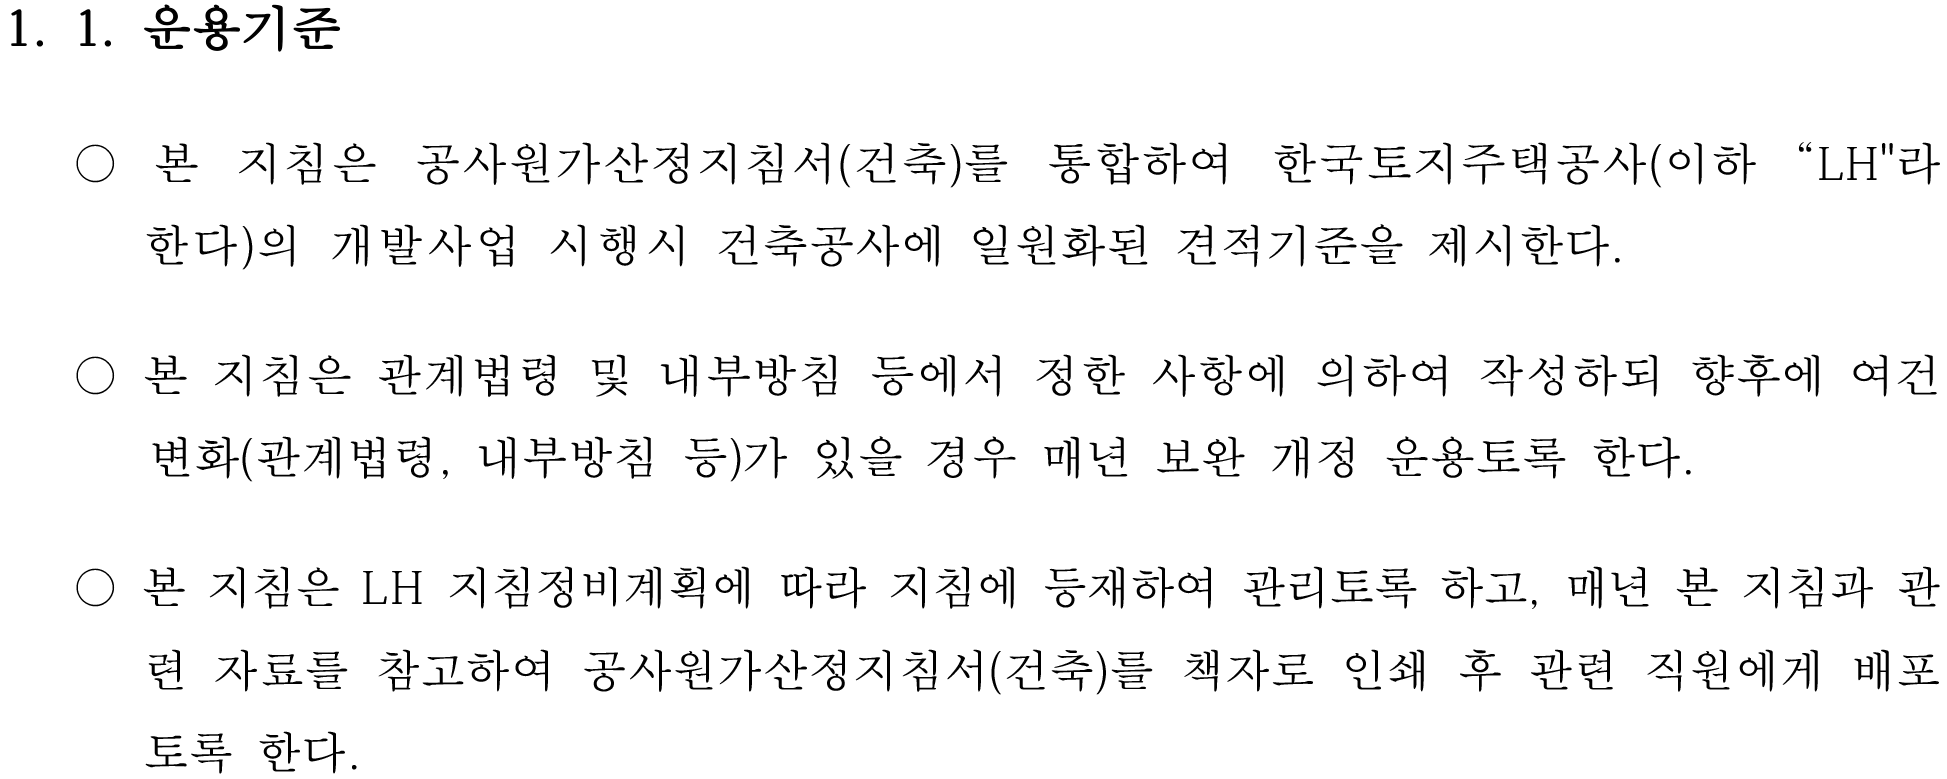 1. 1. 운용기준
○ 본 지침은 공사원가산정지침서(건축)를 통합하여 한국토지주택공사(이하 “LH"라
한다)의 개발사업 시행시 건축공사에 일원화된 견적기준을 제시한다.
○ 본 지침은 관계법령 및 내부방침 등에서 정한 사항에 의하여 작성하되 향후에 여건
변화(관계법령, 내부방침 등)가 있을 경우 매년 보완 개정 운용토록 한다.
○ 본 지침은 LH 지침정비계획에 따라 지침에 등재하여 관리토록 하고, 매년 본 지침과 관
련 자료를 참고하여 공사원가산정지침서(건축)를 책자로 인쇄 후 관련 직원에게 배포
토록 한다.